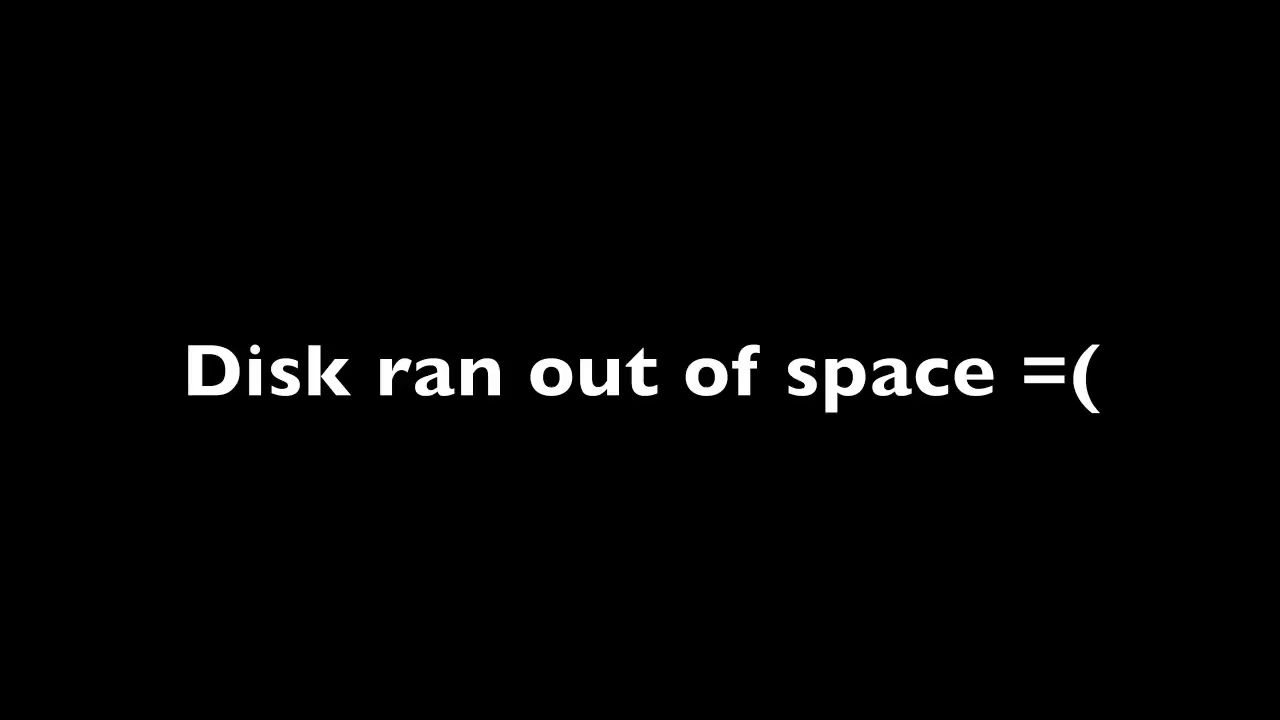 Disk ran out of space =(